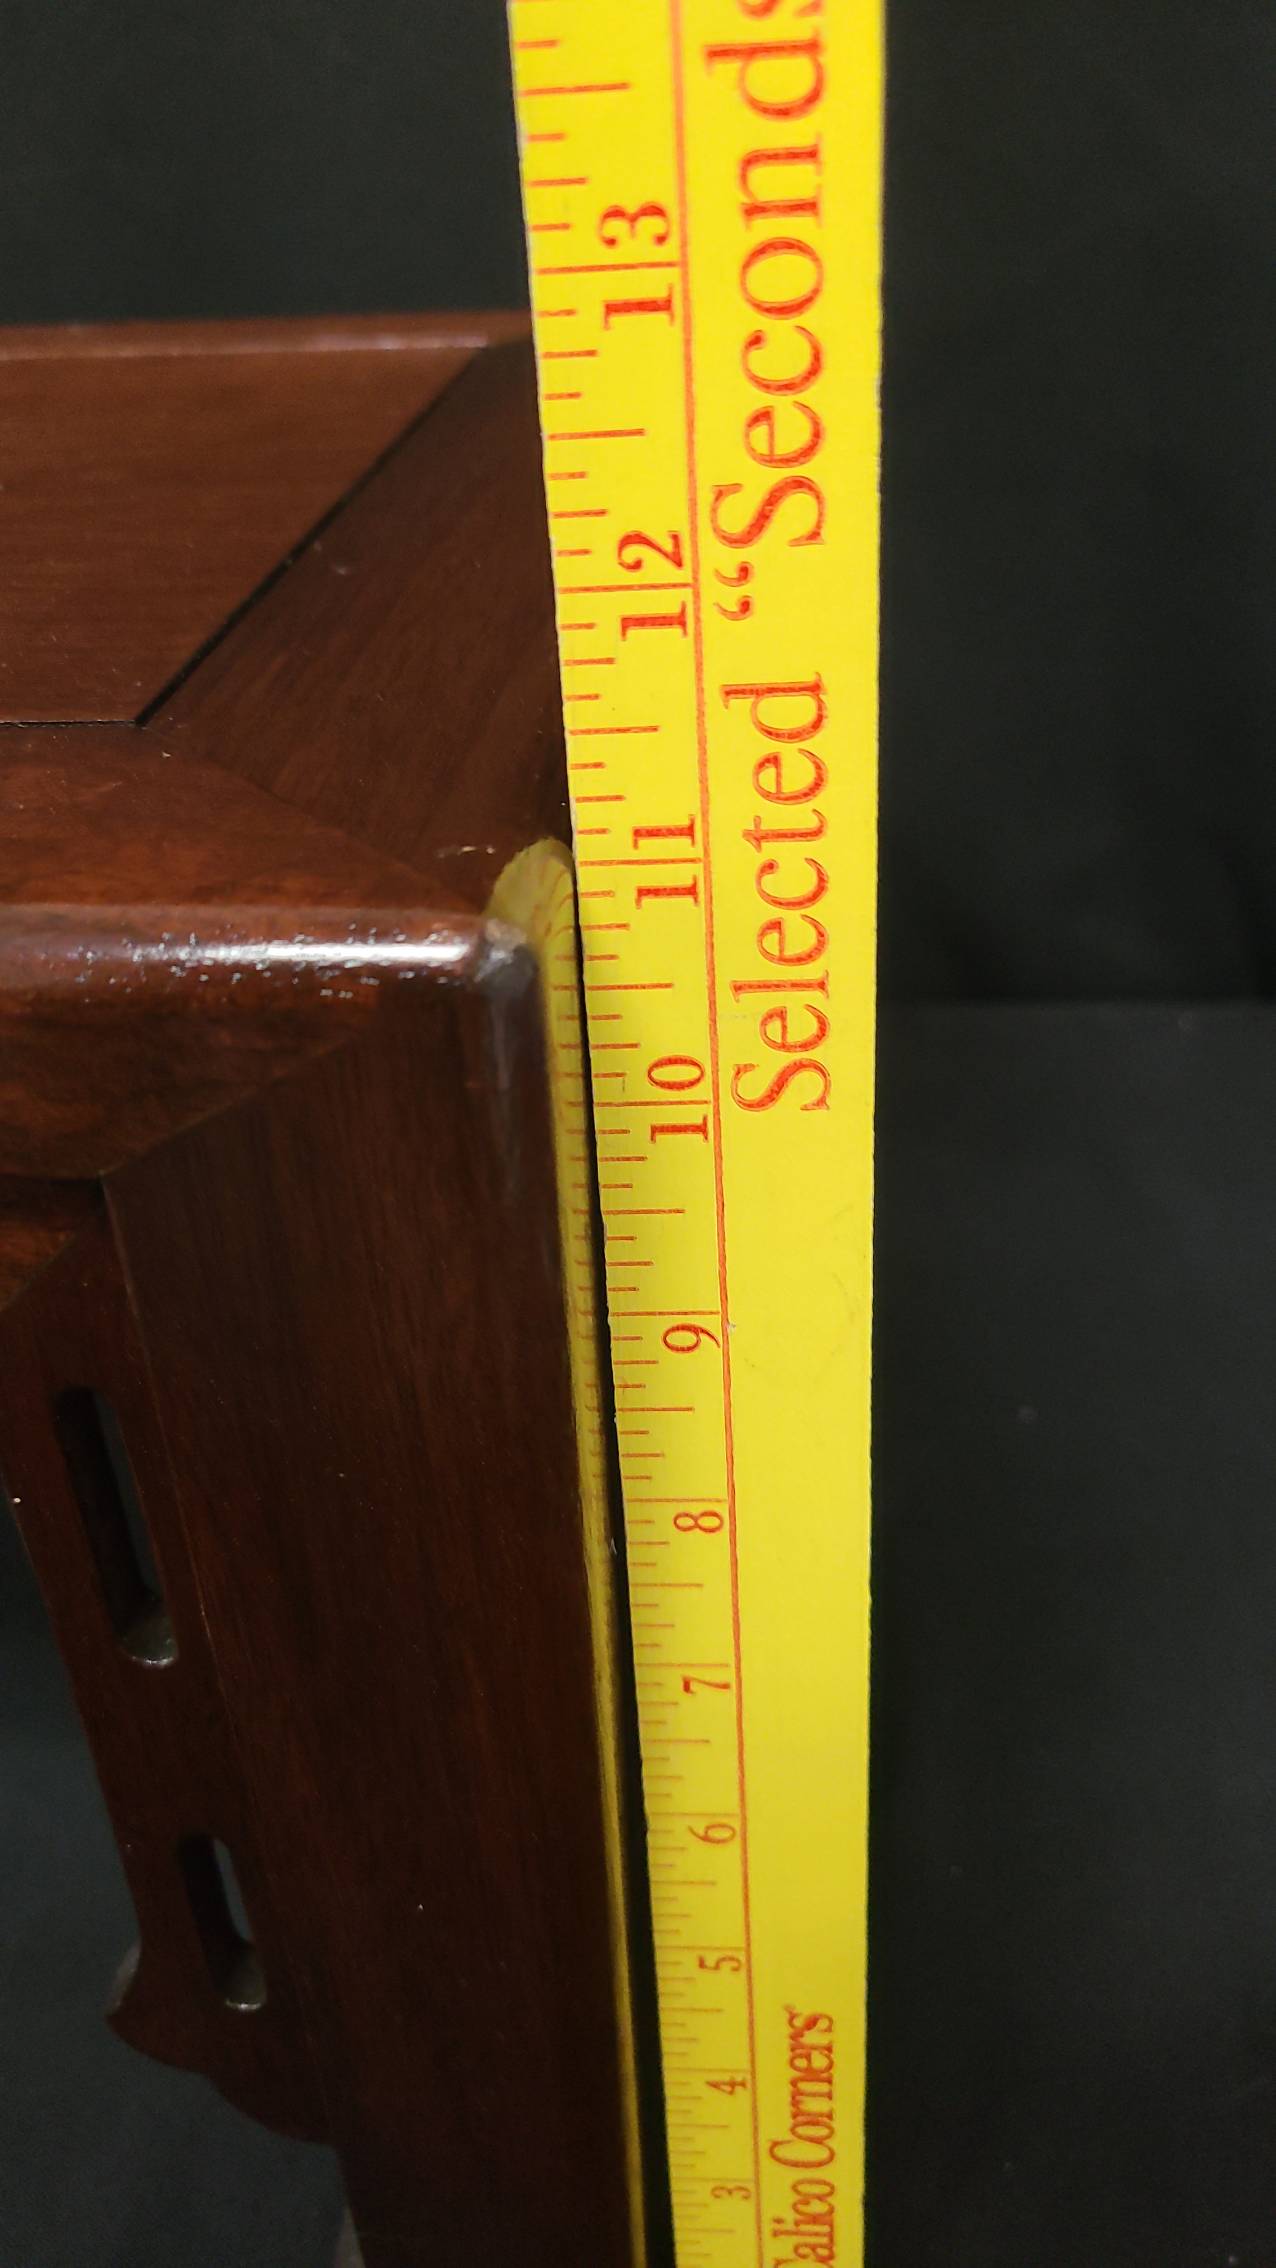 Calico Corners Selected “Seconds
3 4 5 6 7 8 9 10 11 12 13